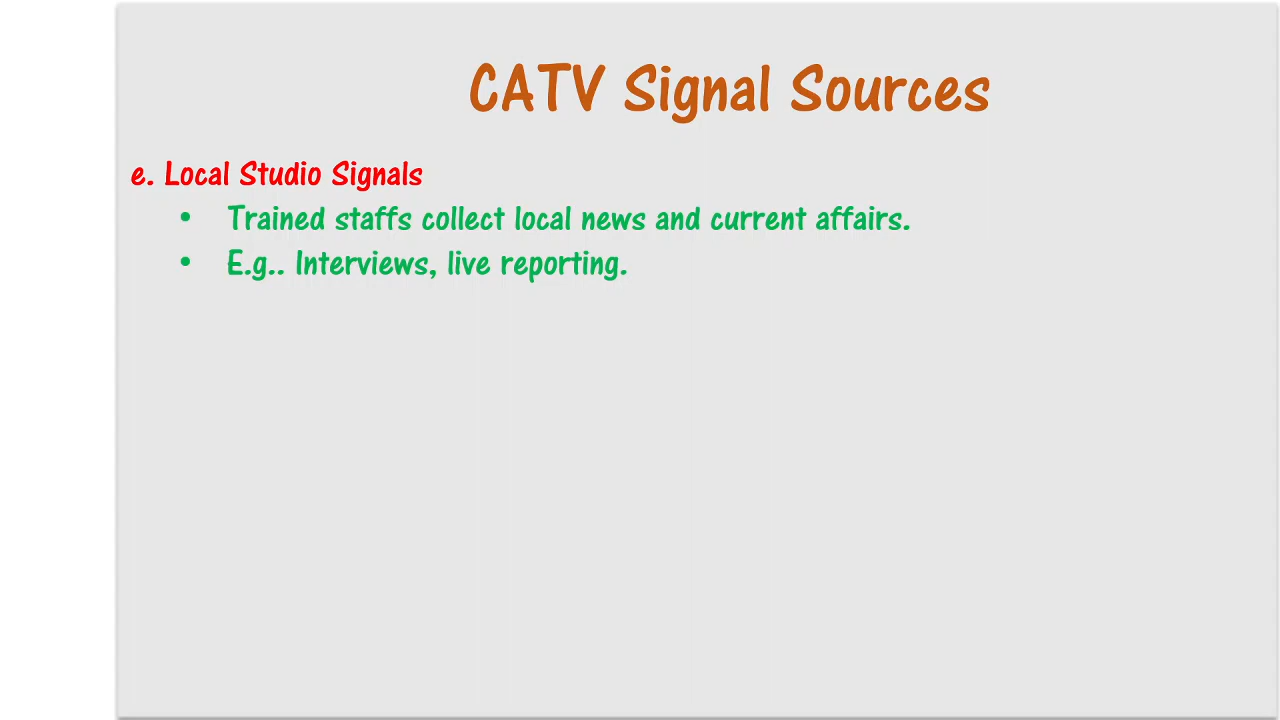 CATV Signal Sources
e. Local Studio Signals
• Trained staffs collect local news and current affairs.
• E.g.. Interviews, live reporting.